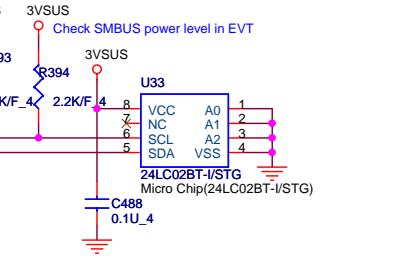 3VSUS
Check SMBUS power level in EVT
3VSUS
93
R394
K/F_4
2.2K/F_4
U33
8 VCC A0 1
7 NC A1 2
6 SCL A2 3
5 SDA VSS 4
24LC02BT-I/STG
Micro Chip(24LC02BT-I/STG)
C488
0.1U_4